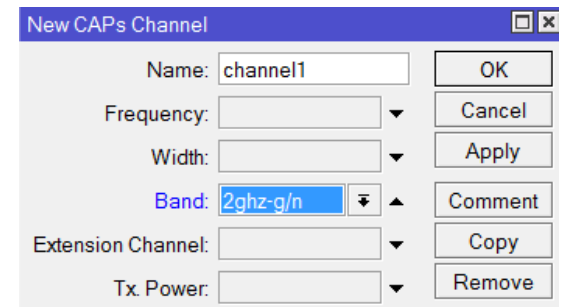 New CAPs Channel
Name: channel1 OK
Frequency: Cancel
Width: Apply
Band: 2ghz-g/n Comment
Extension Channel: Copy
Tx. Power: Remove